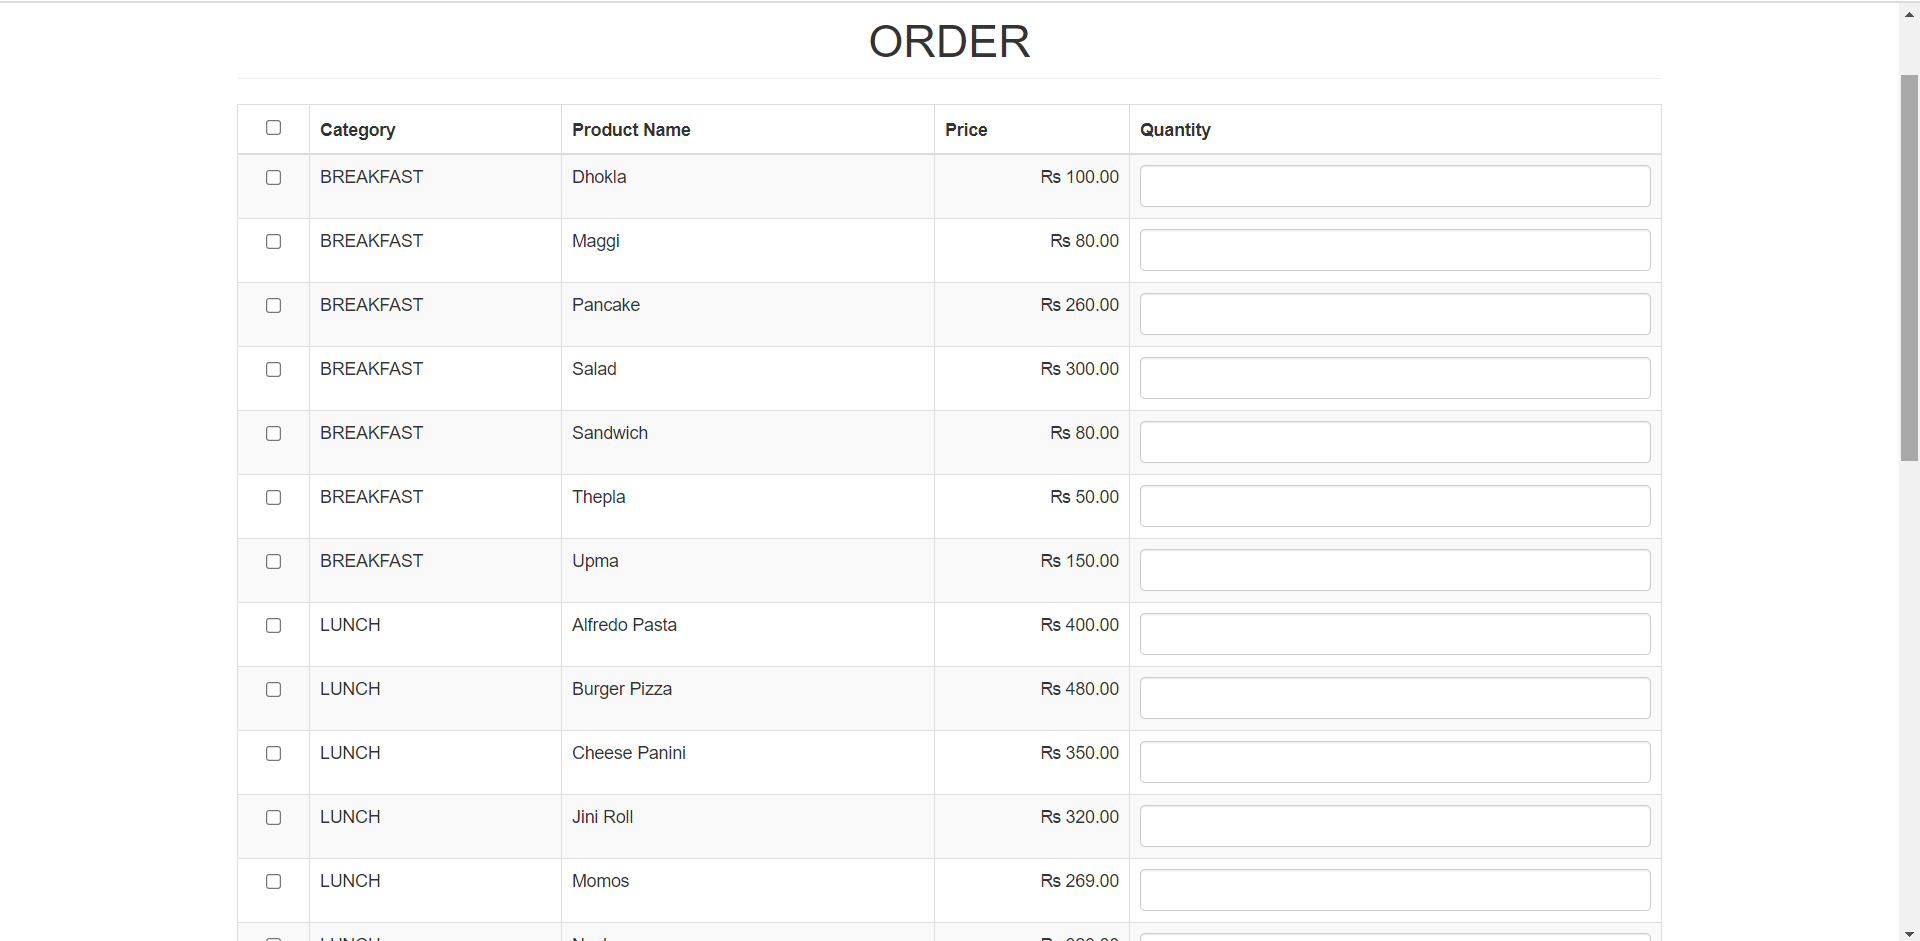 ORDER
Category Product Name Price Quantity
BREAKFAST Dhokla Rs 100.00
BREAKFAST Maggi Rs 80.00
BREAKFAST Pancake Rs 260.00
BREAKFAST Salad Rs 300.00
BREAKFAST Sandwich Rs 80.00
BREAKFAST Thepla Rs 50.00
BREAKFAST Upma Rs 150.00
LUNCH Alfredo Pasta Rs 400.00
LUNCH Burger Pizza Rs 480.00
LUNCH Cheese Panini Rs 350.00
LUNCH Jini Roll Rs 320.00
LUNCH Momos Rs 269.00
LUNCH